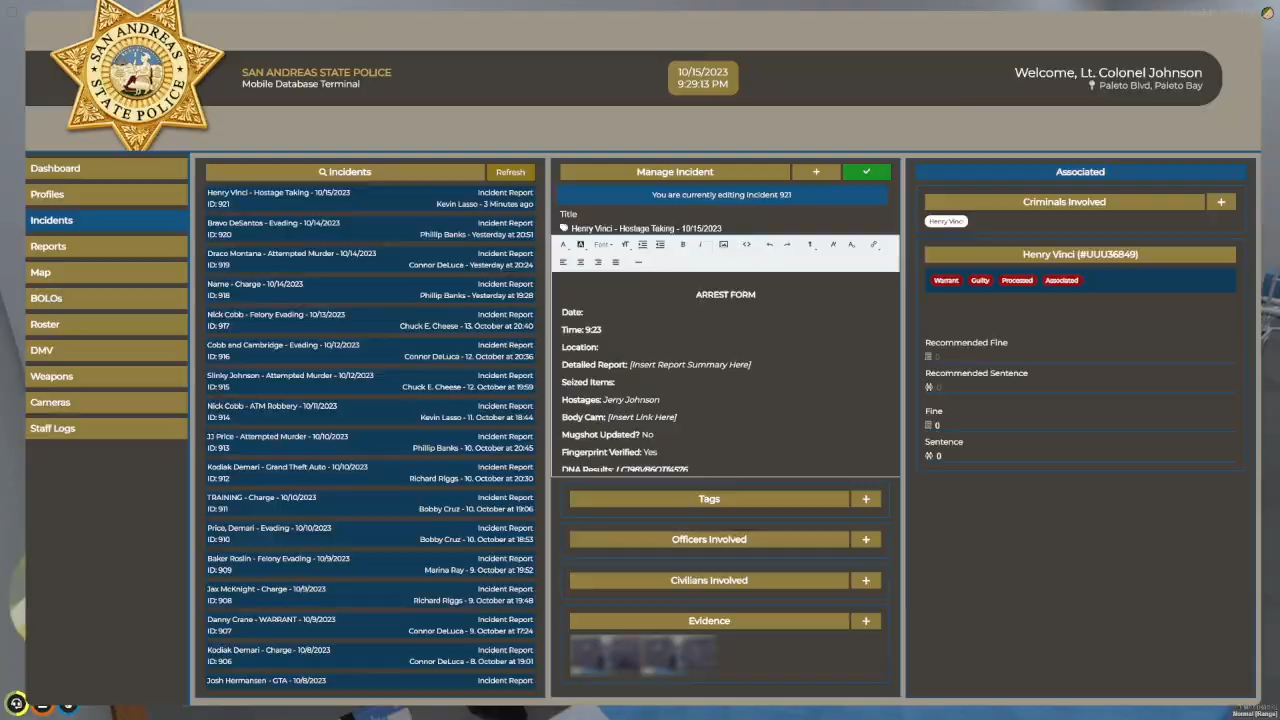 SAN ANDREAS
STATE POLICE
SAN ANDREAS STATE POLICE
Mobile Database Terminal
10/15/2023
9:29:13 PM
Welcome, Lt. Colonel Johnson
Paleto Blvd, Paleto Bay
Dashboard
Profiles
Incidents
Reports
Map
BOLOs
Roster
DMV
Weapons
Cameras
Staff Logs
Incidents
Refresh
Henry Vinci - Hostage Taking - 10/15/2023 Incident Report
ID: 921 Kevin Lasso - 3 Minutes ago
Bravo DeSantos - Evading - 10/14/2023 Incident Report
ID: 920 Phillip Banks - Yesterday at 20:51
Draco Montana - Attempted Murder - 10/14/2023 Incident Report
ID: 919 Connor DeLuca - Yesterday at 20:24
Name - Charge - 10/14/2023 Incident Report
ID: 918 Phillip Banks - Yesterday at 19:28
Nick Cobb - Felony Evading - 10/13/2023 Incident Report
ID: 917 Chuck E. Cheese - 13. October at 20:40
Cobb and Cambridge - Evading - 10/12/2023 Incident Report
ID: 916 Connor DeLuca - 12. October at 20:36
Slinky Johnson - Attempted Murder - 10/12/2023 Incident Report
ID: 915 Chuck E. Cheese - 12. October at 19:59
Nick Cobb - ATM Robbery - 10/11/2023 Incident Report
ID: 914 Kevin Lasso - 11. October at 18:44
JJ Price - Attempted Murder - 10/10/2023 Incident Report
ID: 913 Phillip Banks - 10. October at 20:45
Kodiak Demari - Grand Theft Auto - 10/10/2023 Incident Report
ID: 912 Richard Riggs - 10. October at 20:30
TRAINING - Charge - 10/10/2023 Incident Report
ID: 911 Bobby Cruz - 10. October at 19:06
Price, Demari - Evading - 10/10/2023 Incident Report
ID: 910 Bobby Cruz - 10. October at 18:53
Baker Roslin - Felony Evading - 10/9/2023 Incident Report
ID: 909 Marina Ray - 9. October at 19:52
Jax McKnight - Charge - 10/9/2023 Incident Report
ID: 908 Richard Riggs - 9. October at 19:48
Danny Crane - WARRANT - 10/9/2023 Incident Report
ID: 907 Connor DeLuca - 9. October at 17:24
Kodiak Demari - Charge - 10/8/2023 Incident Report
ID: 906 Connor DeLuca - 8. October at 19:01
Josh Hermansen - GTA - 10/8/2023 Incident Report
Manage Incident
+
You are currently editing incident 921
Title
Henry Vinci - Hostage Taking - 10/15/2023
Font
ARREST FORM
Date:
Time: 9:23
Location:
Detailed Report: [Insert Report Summary Here]
Seized Items:
Hostages: Jerry Johnson
Body Cam: [Insert Link Here]
Mugshot Updated? No
Fingerprint Verified: Yes
DNA Results:
Tags +
Officers Involved +
Civilians Involved +
Evidence +
Associated
Criminals Involved +
Henry Vinci
Henry Vinci (#UUU36849)
Warrant Guilty Processed Associated
Recommended Fine
0
Recommended Sentence
0
Fine
0
Sentence
0
Normal [Range]